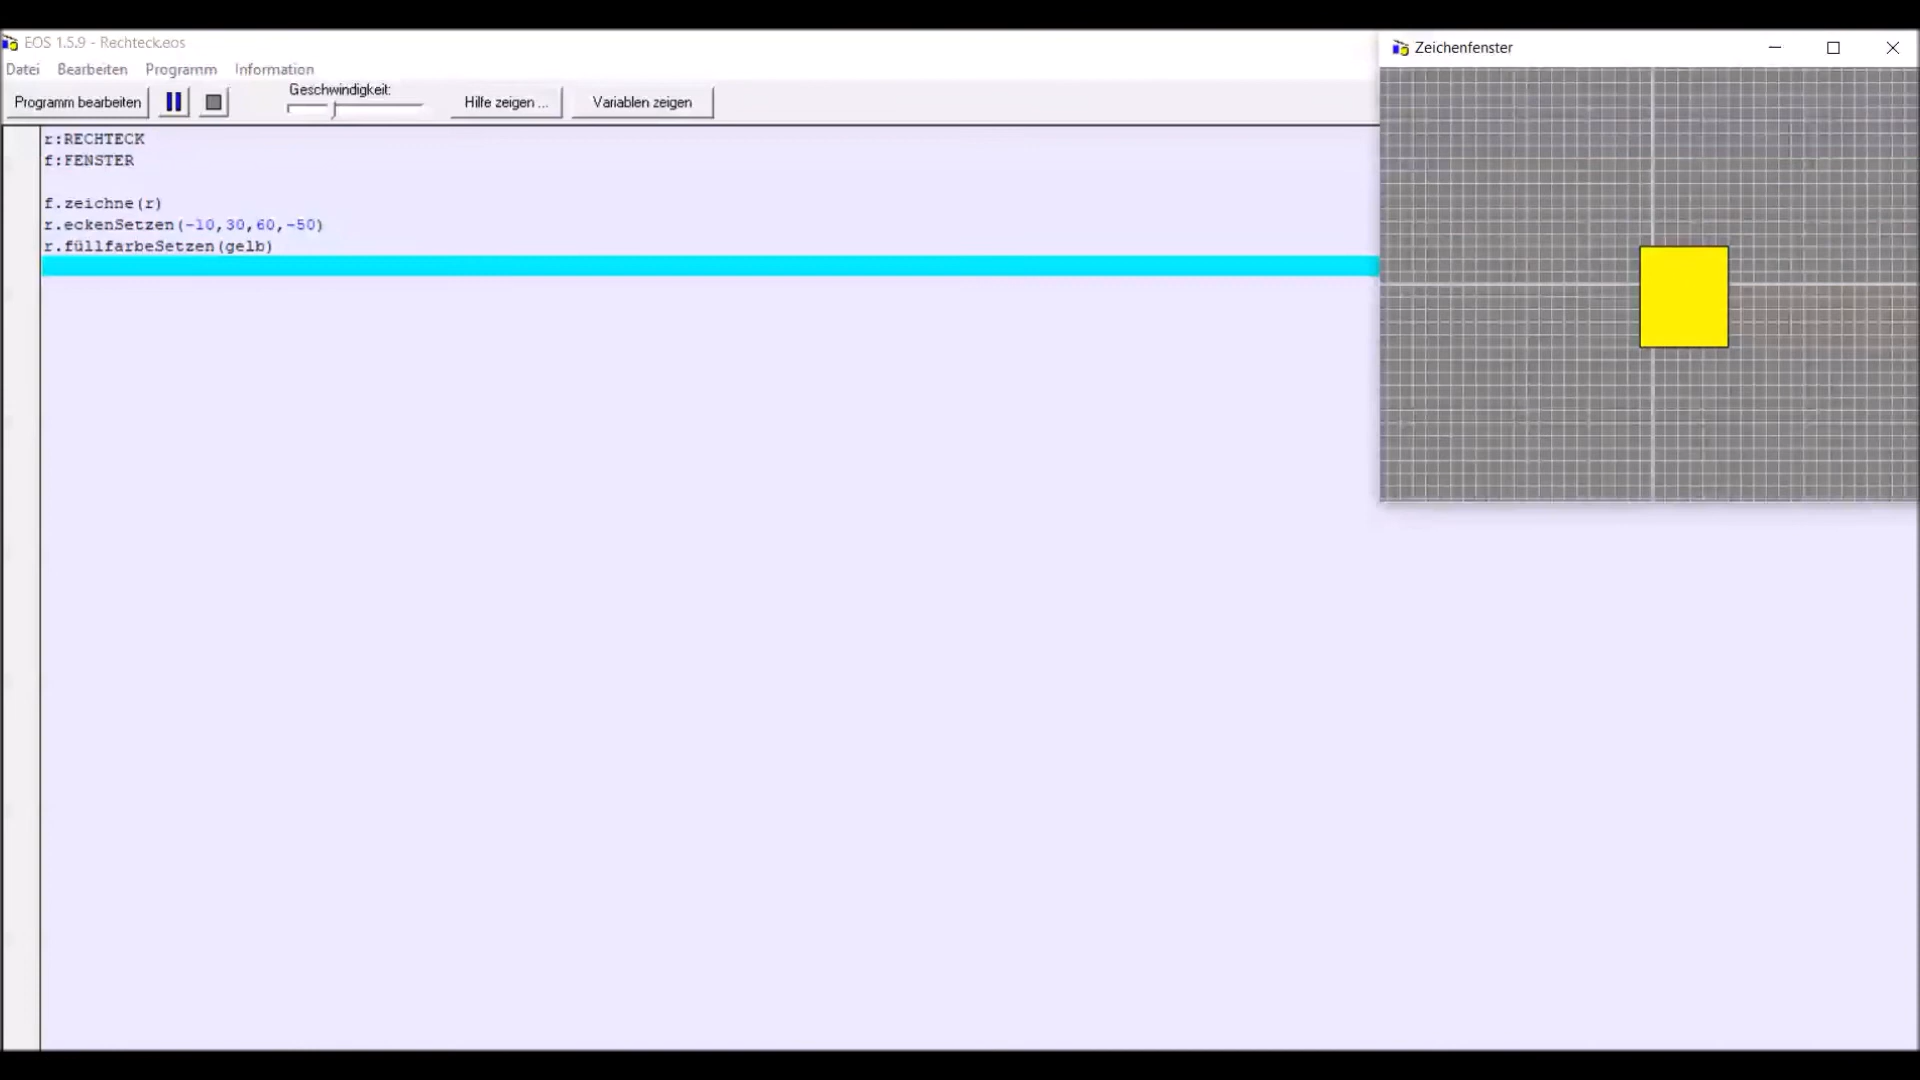 EOS 1.5.9 - Rechteck.eos
Zeichenfenster
Datei Bearbeiten Programm Information
Programm bearbeiten Geschwindigkeit: Hilfe zeigen ... Variablen zeigen
r:RECHTECK
f:FENSTER
f.zeichne(r)
r.eckenSetzen(-10,30,60,-50)
r.füllfarbeSetzen(gelb)